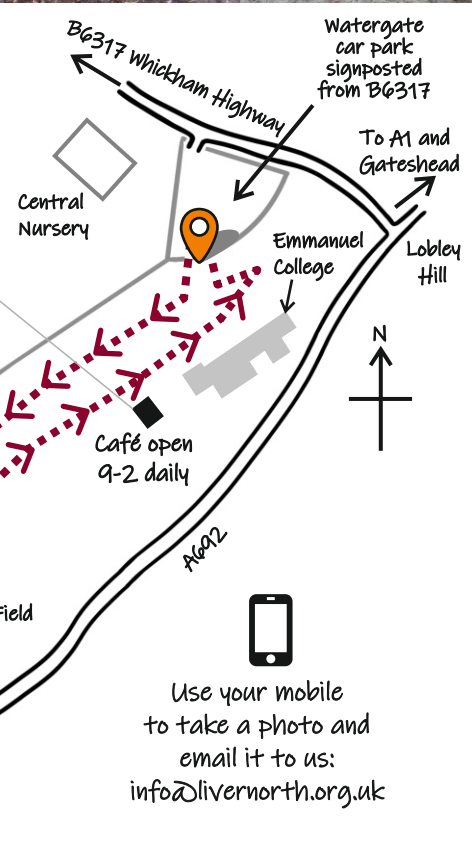 Watergate
car park
signposted
from B6317
B6317 Whickham Highway
To A1 and
Gateshead
Central
Nursery
Emmanuel
College
Lobley
Hill
N
Café open
9-2 daily
A692
Field
Use your mobile
to take a photo and
email it to us:
info@livernorth.org.uk